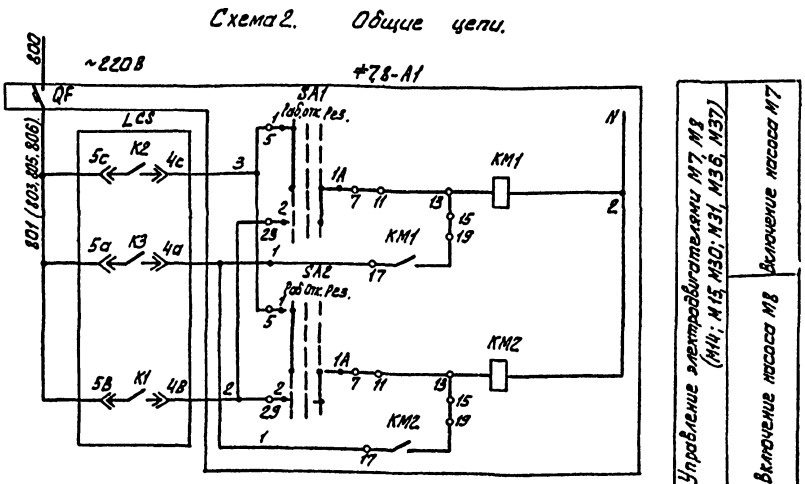 Схема 2. Общие цепи.
800
~220В
≠7,8-А1
QF
SA1
LCS
Раб. отк. Рез.
1
5
5с К2 4с
3
1А
КМ1
N
7 11 13
2
28
15
19
2
801 (803, 805, 806).
5а К3 4а
1
КМ1
17
SA2
Раб. Отк. Рез.
1
5
1А
КМ2
7 11 13
5В К1 4В
2
2
29
15
19
КМ2
1
17
Управление электродвигателями М7, М8
(М14; М15, М30; М31, М36, М37)
Включение насоса М7
Включение насоса М8